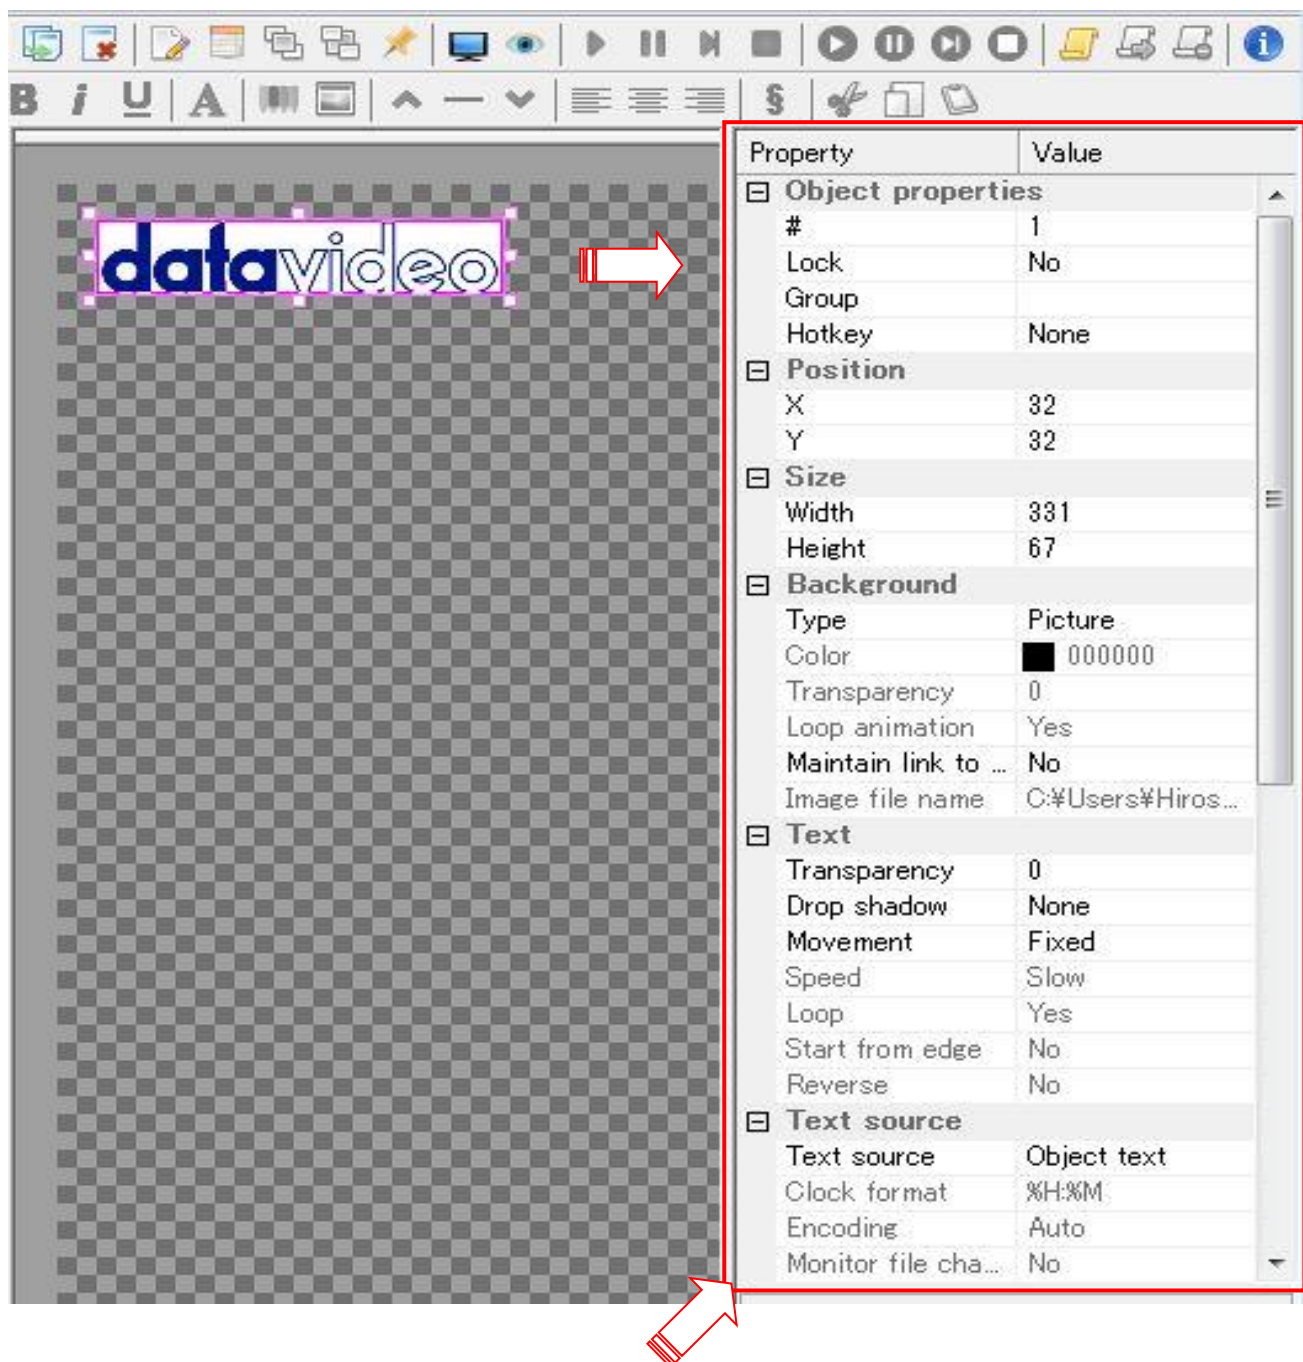 B i U A § 
datavideo
Property Value
Object properties
# 1
Lock No
Group
Hotkey None
Position
X 32
Y 32
Size
Width 331
Height 67
Background
Type Picture
Color 000000
Transparency 0
Loop animation Yes
Maintain link to ... No
Image file name C:¥Users¥Hiros...
Text
Transparency 0
Drop shadow None
Movement Fixed
Speed Slow
Loop Yes
Start from edge No
Reverse No
Text source
Text source Object text
Clock format %H:%M
Encoding Auto
Monitor file cha... No